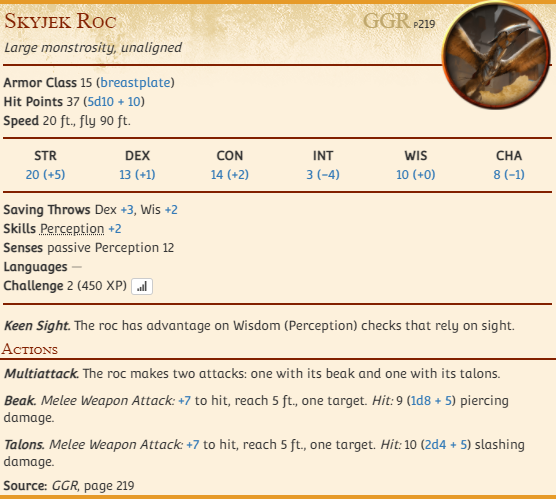 Skyjek Roc GGR p219
Large monstrosity, unaligned
Armor Class 15 (breastplate)
Hit Points 37 (5d10 + 10)
Speed 20 ft., fly 90 ft.
STR DEX CON INT WIS CHA
20 (+5) 13 (+1) 14 (+2) 3 (−4) 10 (+0) 8 (−1)
Saving Throws Dex +3, Wis +2
Skills Perception +2
Senses passive Perception 12
Languages —
Challenge 2 (450 XP)
Keen Sight. The roc has advantage on Wisdom (Perception) checks that rely on sight.
Actions
Multiattack. The roc makes two attacks: one with its beak and one with its talons.
Beak. Melee Weapon Attack: +7 to hit, reach 5 ft., one target. Hit: 9 (1d8 + 5) piercing
damage.
Talons. Melee Weapon Attack: +7 to hit, reach 5 ft., one target. Hit: 10 (2d4 + 5) slashing
damage.
Source: GGR, page 219